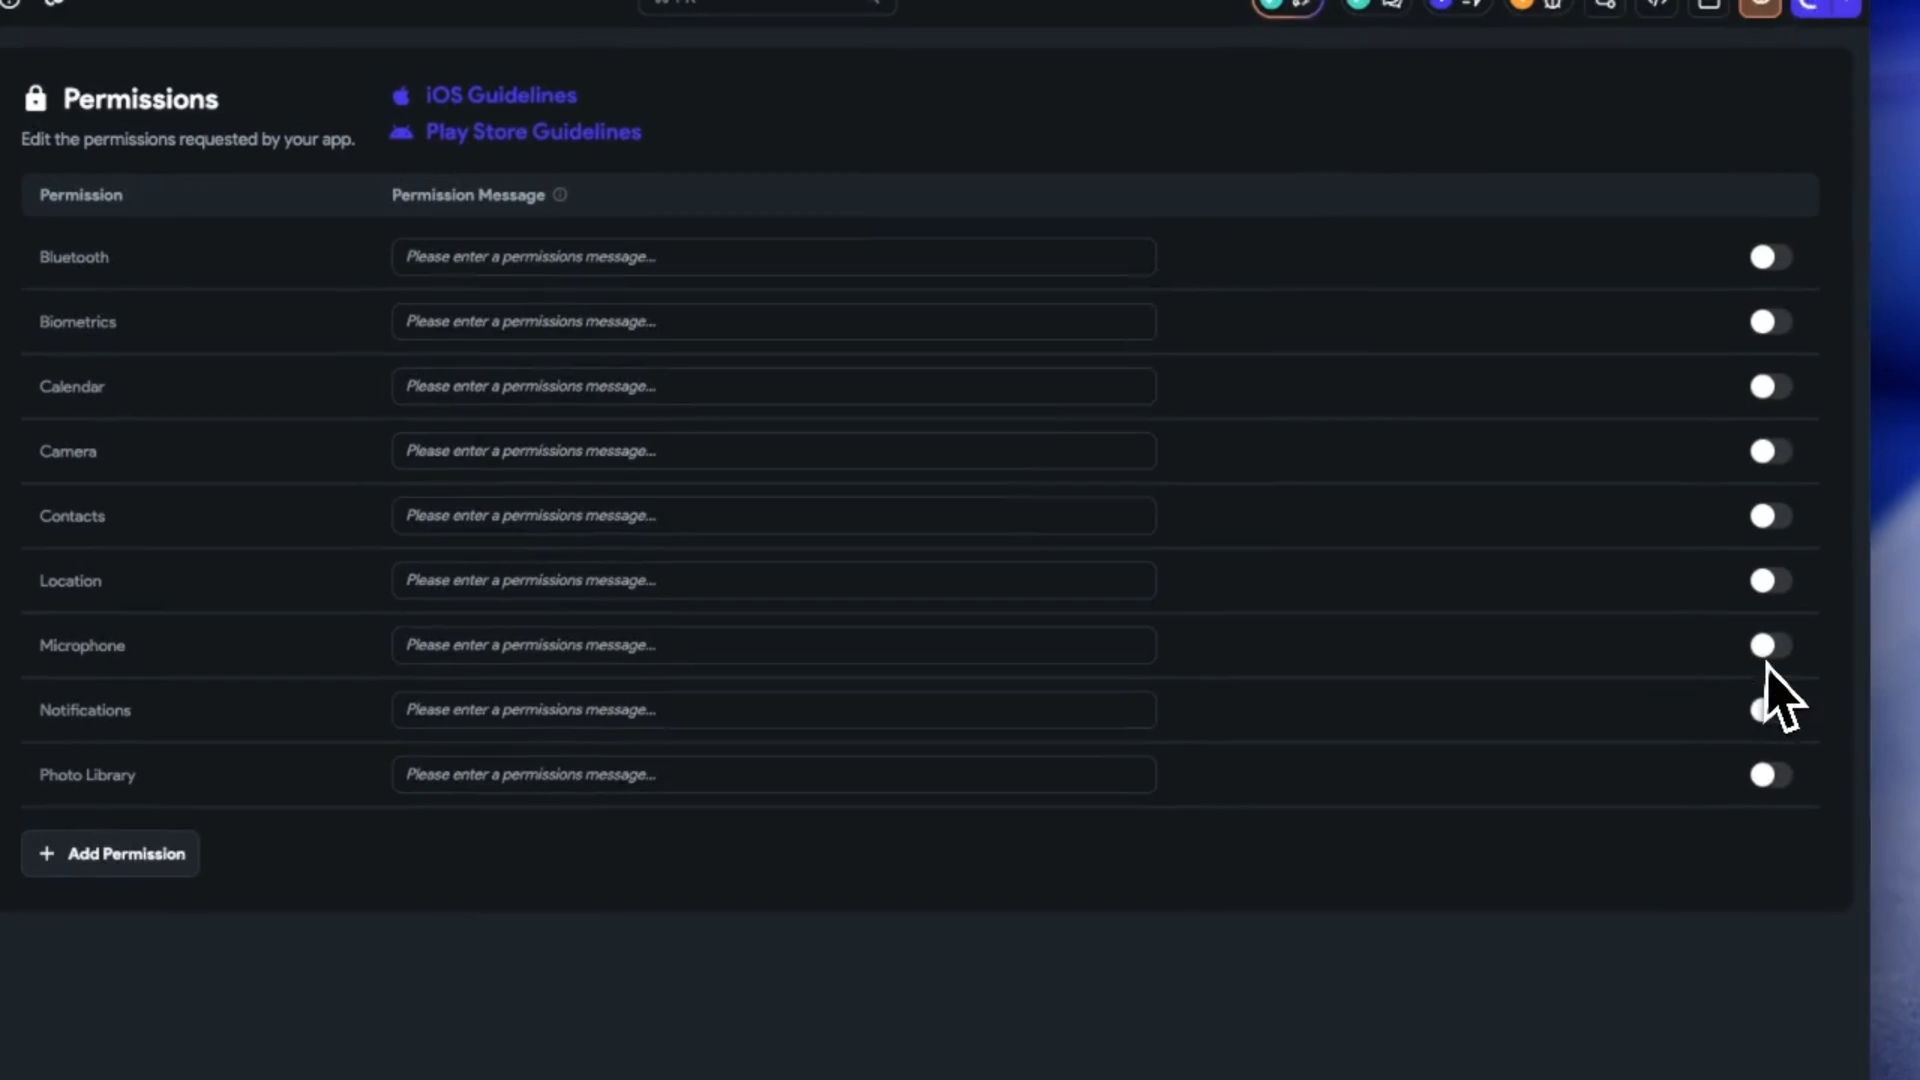 Permissions
Edit the permissions requested by your app.
iOS Guidelines
Play Store Guidelines
Permission
Permission Message
Bluetooth
Please enter a permissions message...
Biometrics
Please enter a permissions message...
Calendar
Please enter a permissions message...
Camera
Please enter a permissions message...
Contacts
Please enter a permissions message...
Location
Please enter a permissions message...
Microphone
Please enter a permissions message...
Notifications
Please enter a permissions message...
Photo Library
Please enter a permissions message...
+ Add Permission